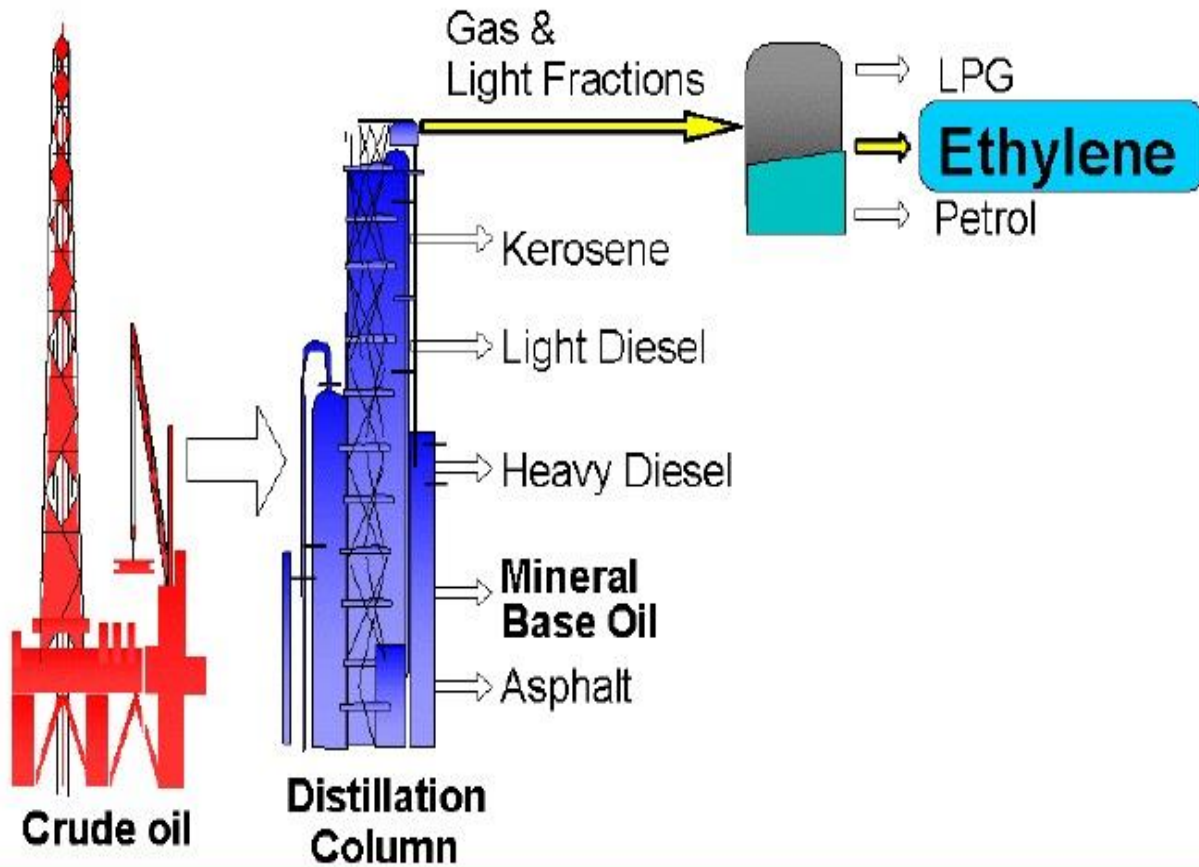 Gas &
Light Fractions
LPG
Ethylene
Petrol
Kerosene
Light Diesel
Heavy Diesel
Mineral
Base Oil
Asphalt
Crude oil
Distillation
Column